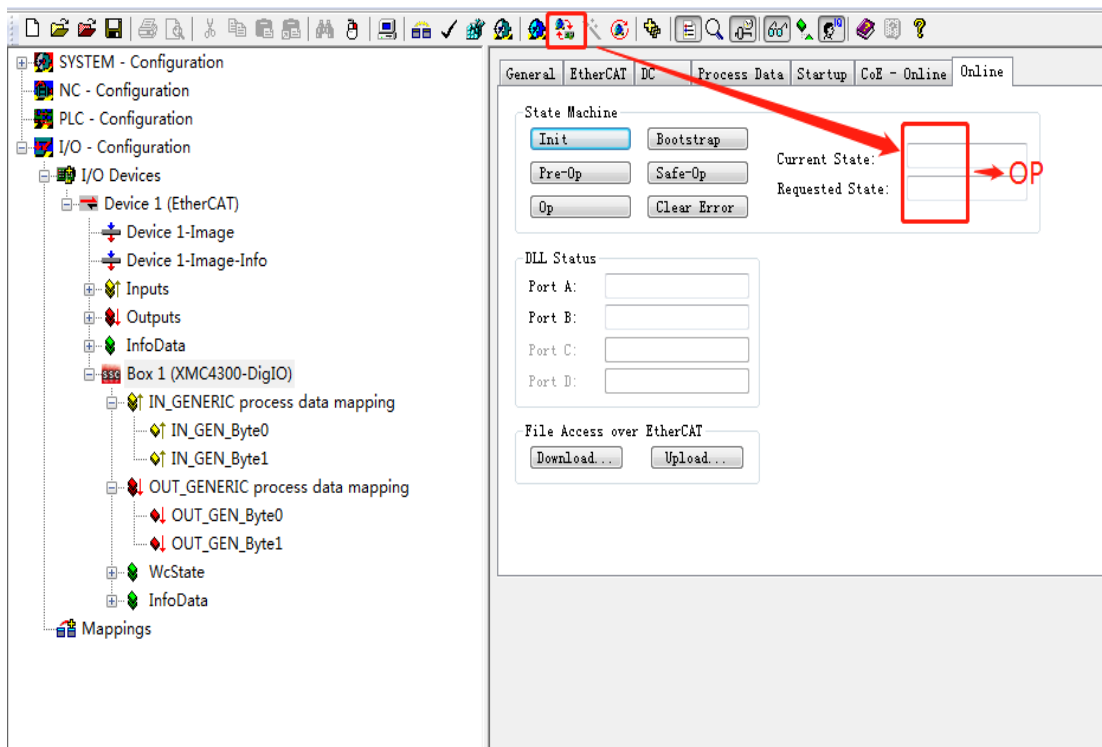 SYSTEM - Configuration
NC - Configuration
PLC - Configuration
I/O - Configuration
I/O Devices
Device 1 (EtherCAT)
Device 1-Image
Device 1-Image-Info
Inputs
Outputs
InfoData
Box 1 (XMC4300-DigIO)
IN_GENERIC process data mapping
IN_GEN_Byte0
IN_GEN_Byte1
OUT_GENERIC process data mapping
OUT_GEN_Byte0
OUT_GEN_Byte1
WcState
InfoData
Mappings
General EtherCAT DC Process Data Startup CoE - Online Online
State Machine
Init Bootstrap
Pre-Op Safe-Op
Op Clear Error
Current State:
Requested State:
OP
DLL Status
Port A:
Port B:
Port C:
Port D:
File Access over EtherCAT
Download... Upload...